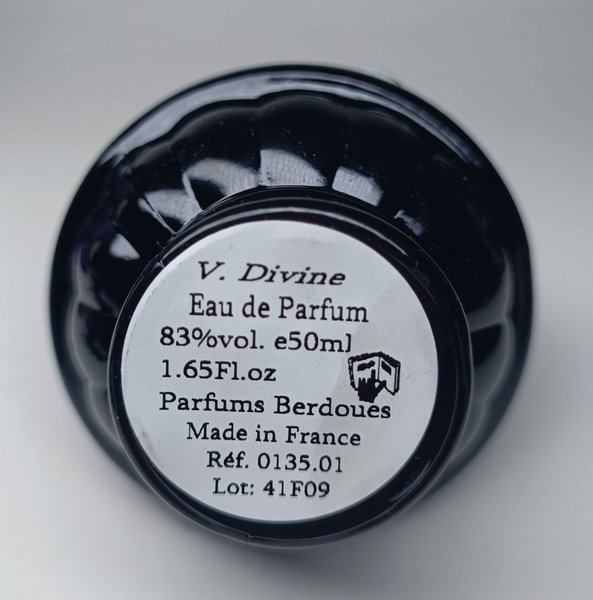 V. Divine
Eau de Parfum
83%vol. e50ml
1.65Fl.oz
Parfums Berdoues
Made in France
Réf. 0135.01
Lot: 41F09